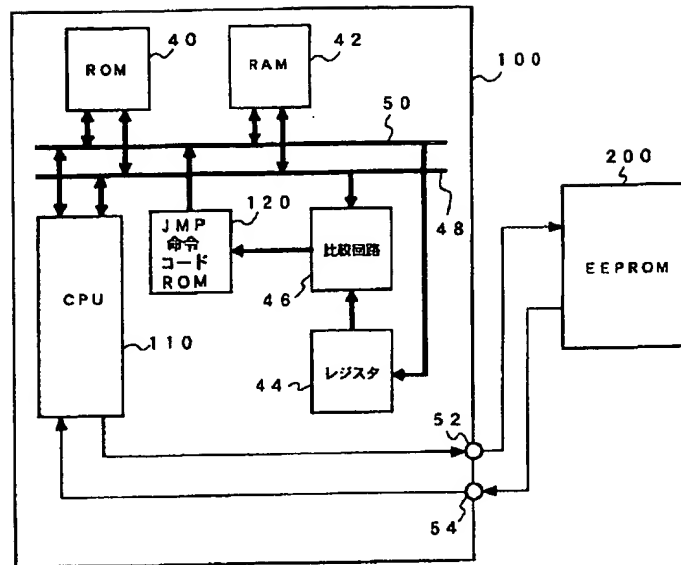 40
ROM
42
RAM
100
50
200
EEPROM
48
120
JMP
命令
コード
ROM
比較回路
46
CPU
110
レジスタ
44
52
54